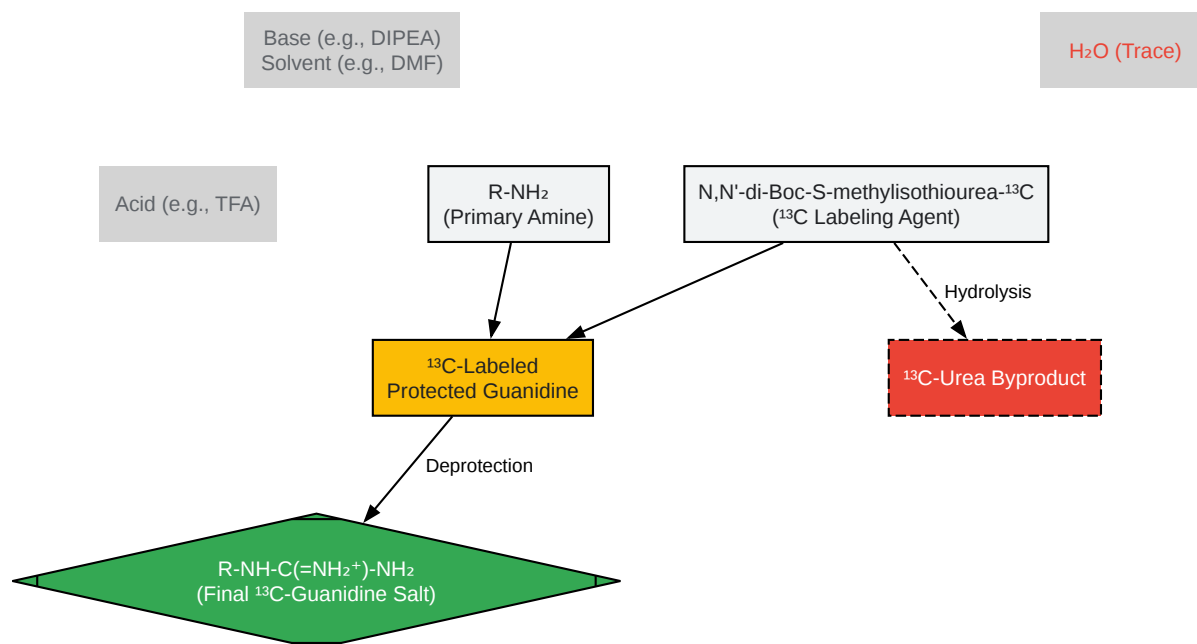 Base (e.g., DIPEA)
Solvent (e.g., DMF)
H₂O (Trace)
Acid (e.g., TFA)
R-NH₂
(Primary Amine)
N,N'-di-Boc-S-methylisothiourea-¹³C
(¹³C Labeling Agent)
Hydrolysis
¹³C-Labeled
Protected Guanidine
¹³C-Urea Byproduct
Deprotection
R-NH-C(=NH₂⁺)-NH₂
(Final ¹³C-Guanidine Salt)